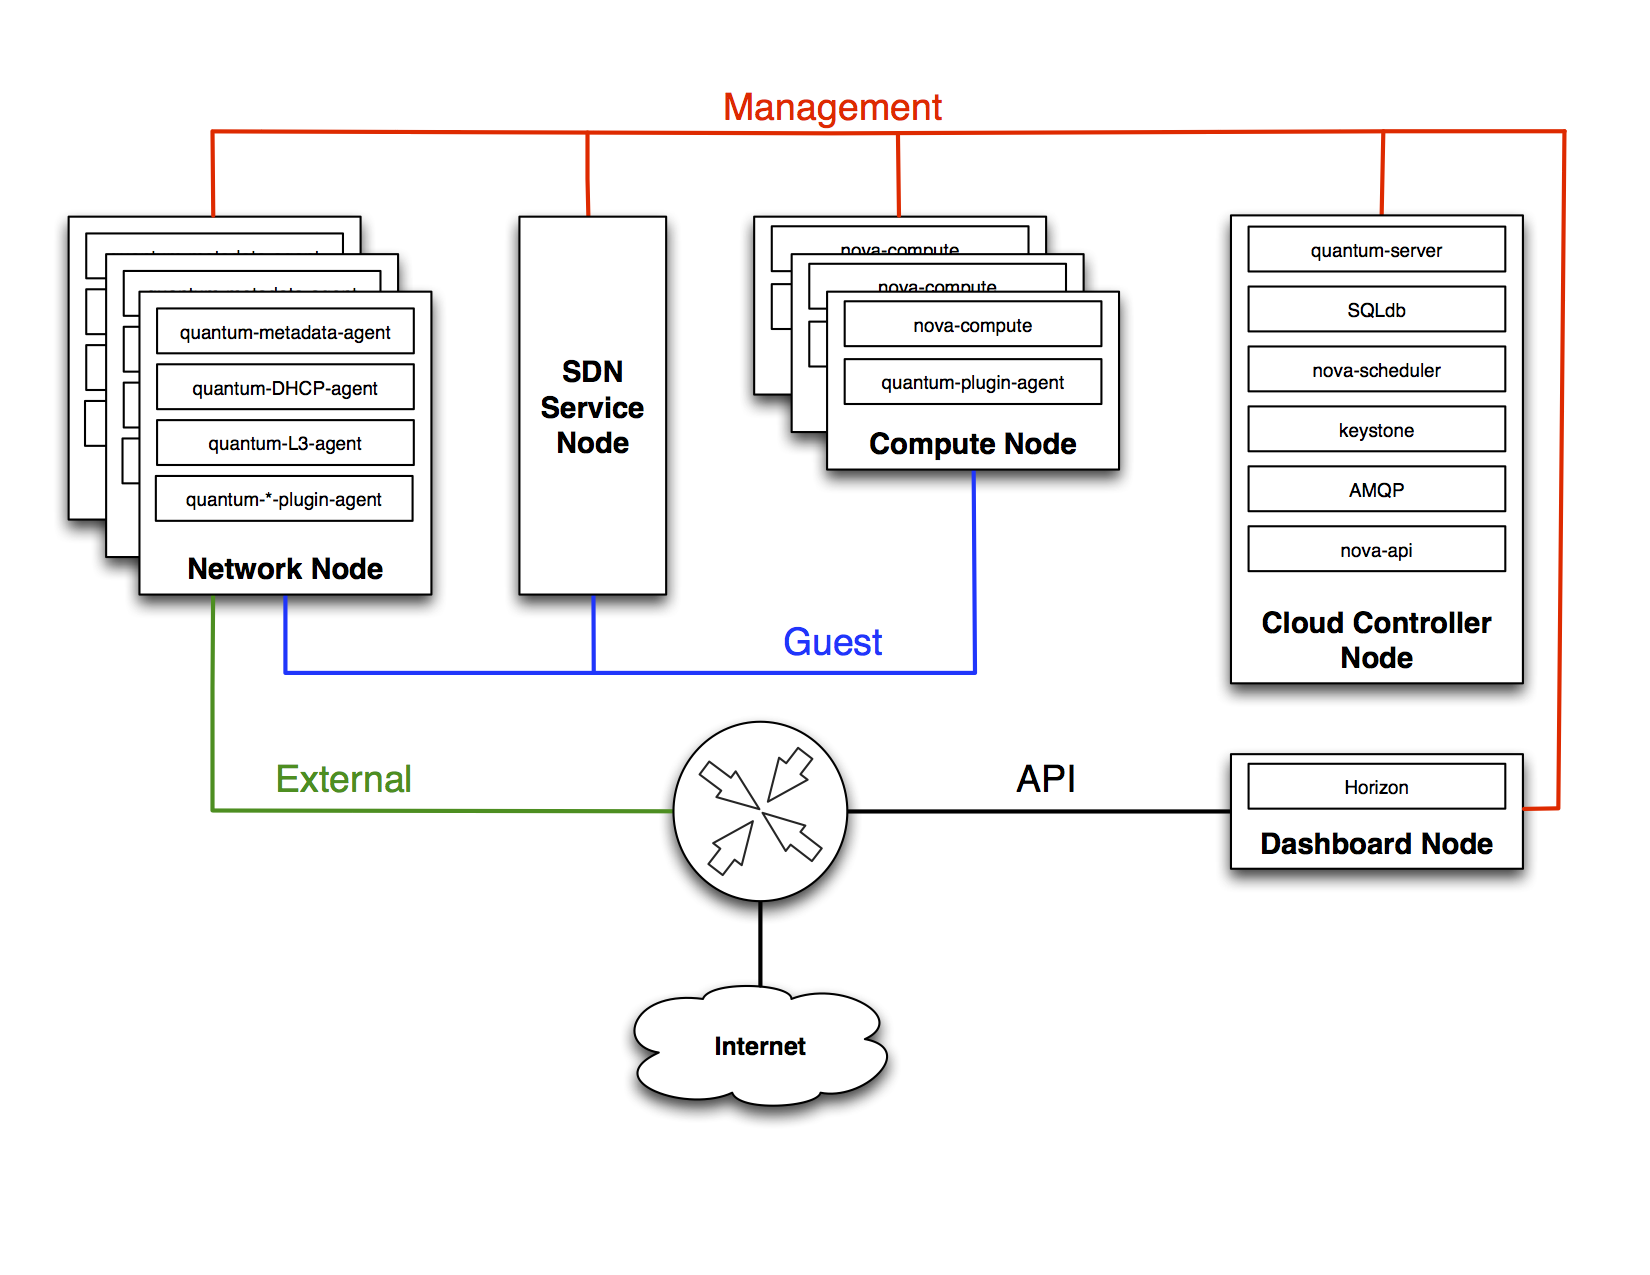 Management
nova-compute
nova-compute
quantum-metadata-agent
quantum-DHCP-agent
quantum-L3-agent
quantum-*-plugin-agent
Network Node
SDN
Service
Node
nova-compute
quantum-plugin-agent
Compute Node
quantum-server
SQLdb
nova-scheduler
keystone
AMQP
nova-api
Cloud Controller
Node
Guest
External
API
Horizon
Dashboard Node
Internet